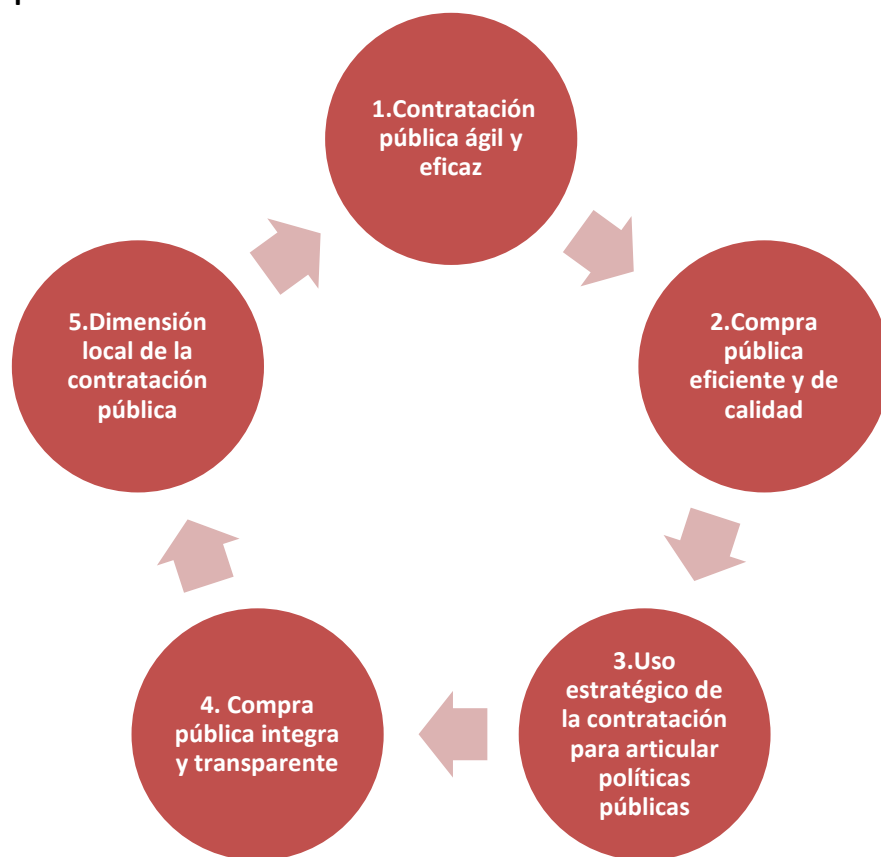 1.Contratación
pública ágil y
eficaz
2.Compra
pública
eficiente y de
calidad
3.Uso
estratégico de
la contratación
para articular
políticas
públicas
4. Compra
pública integra
y transparente
5.Dimensión
local de la
contratación
pública